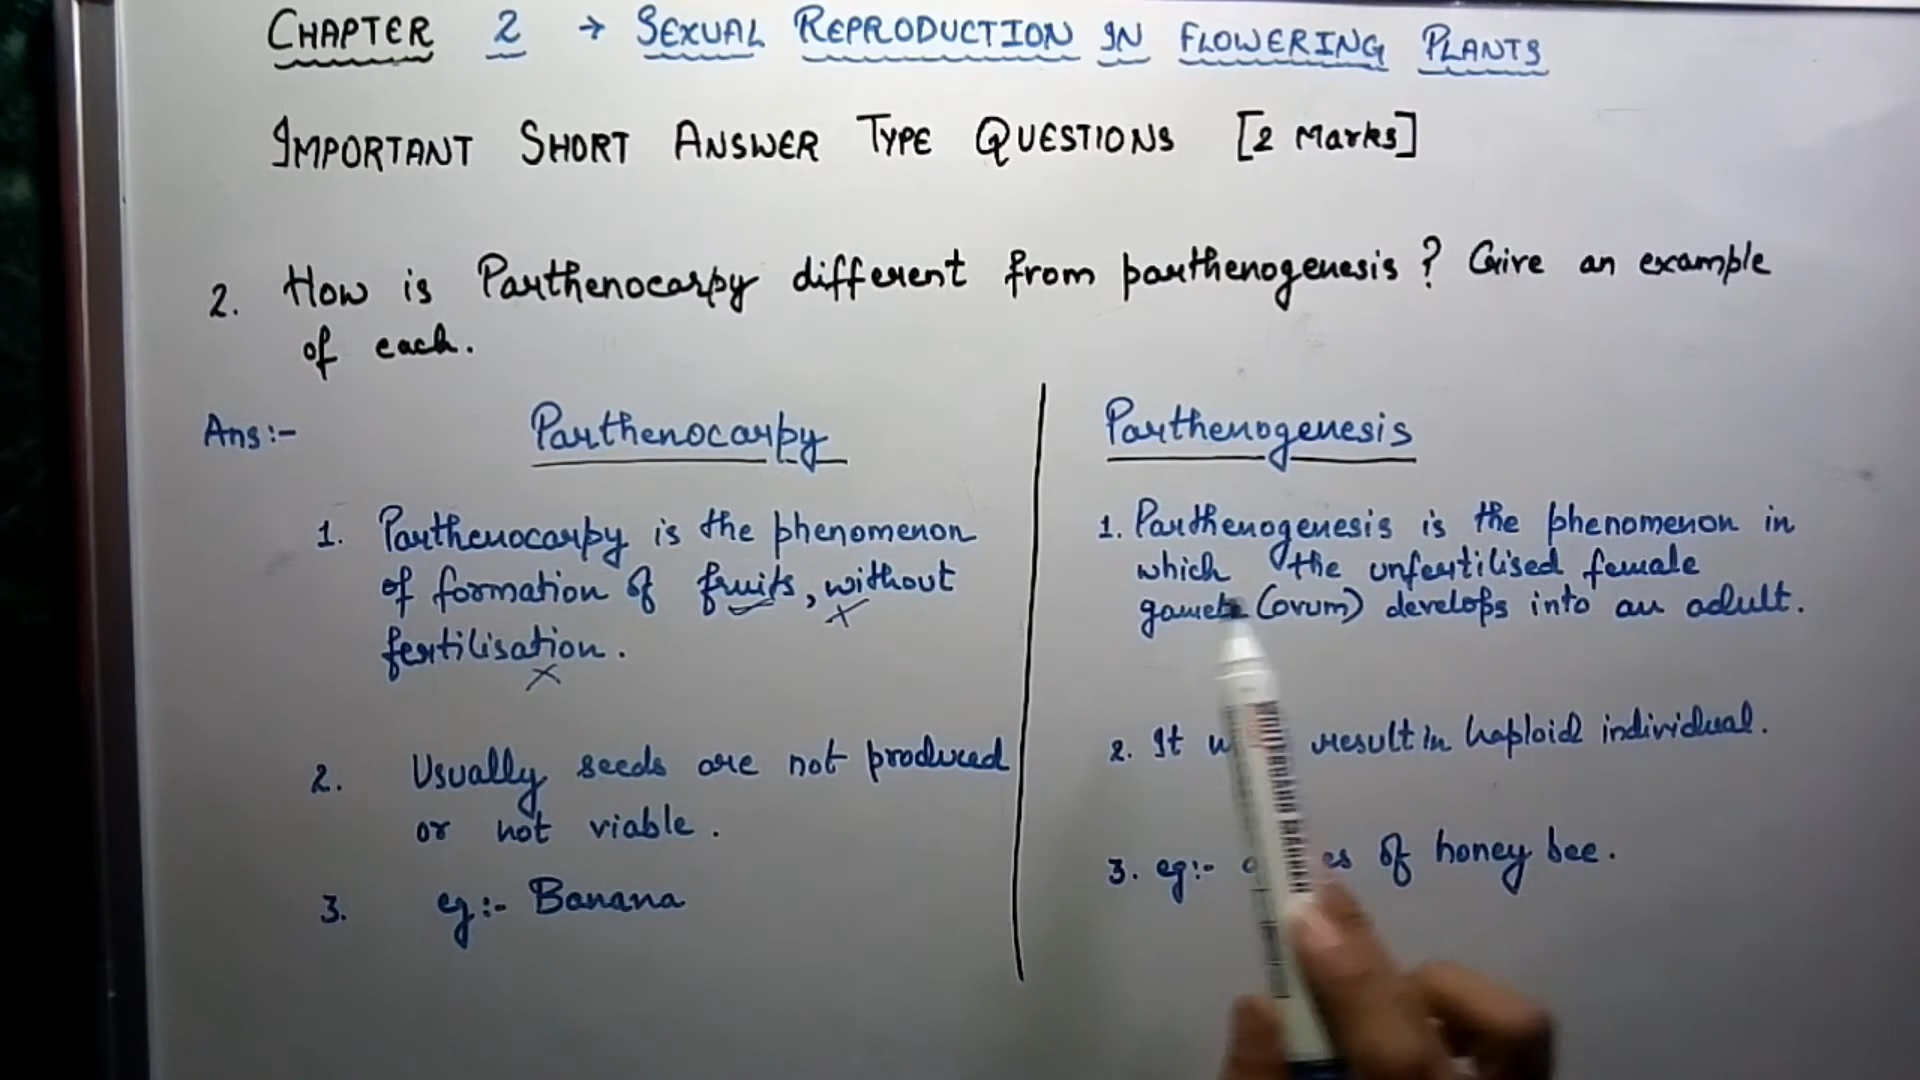 CHAPTER 2 → SEXUAL REPRODUCTION IN FLOWERING PLANTS
IMPORTANT SHORT ANSWER TYPE QUESTIONS [2 Marks]
2. How is Parthenocarpy different from parthenogenesis? Give an example
of each.
Ans:-
Parthenocarpy
1. Parthenocarpy is the phenomenon
of formation of fruits, without
fertilisation.
2. Usually seeds are not produced
or not viable.
3. eg:- Banana
Parthenogenesis
1. Parthenogenesis is the phenomenon in
which the unfertilised female
gamete (ovum) develops into an adult.
2. It result in haploid individual.
3. eg:- of honey bee.